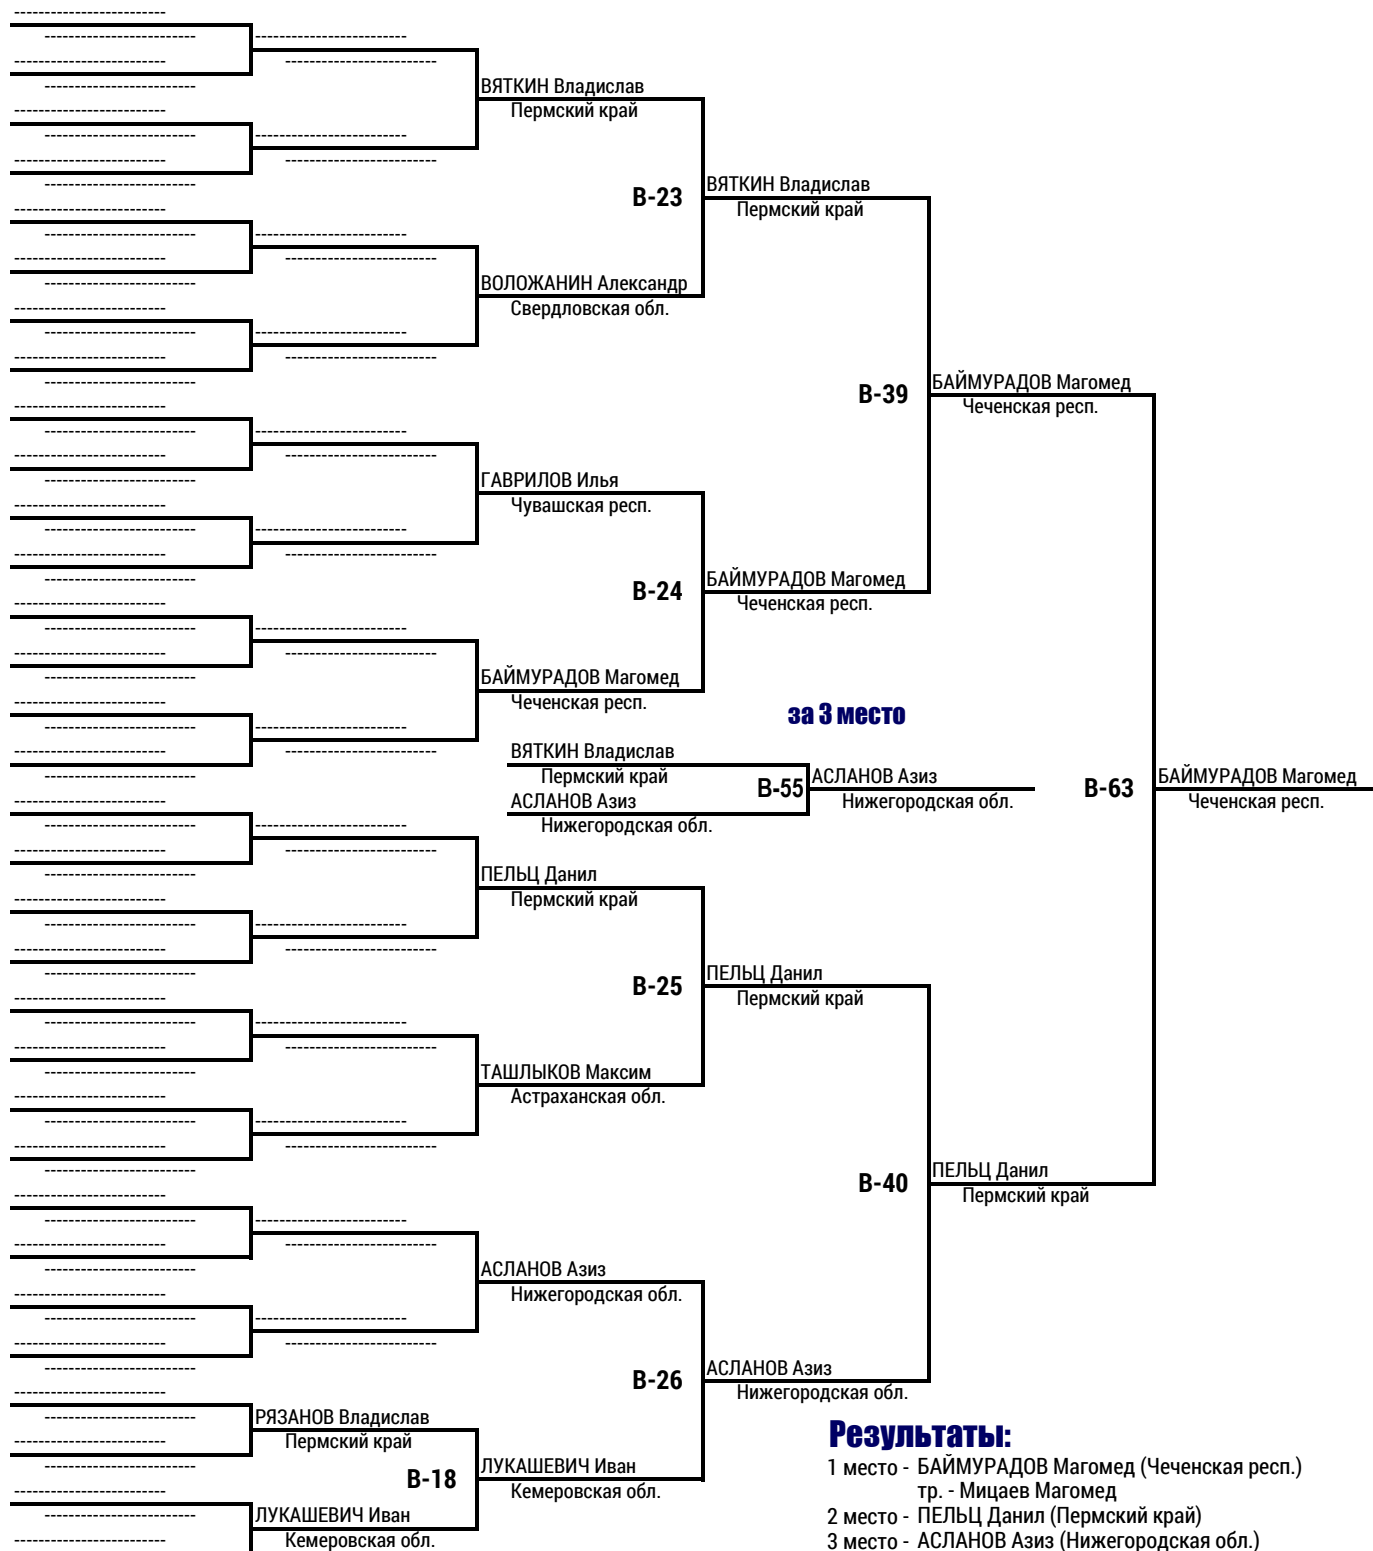 ВЯТКИН Владислав
Пермский край
В-23
ВЯТКИН Владислав
Пермский край
ВОЛОЖАНИН Александр
Свердловская обл.
В-39
БАЙМУРАДОВ Магомед
Чеченская респ.
ГАВРИЛОВ Илья
Чувашская респ.
В-24
БАЙМУРАДОВ Магомед
Чеченская респ.
БАЙМУРАДОВ Магомед
Чеченская респ.
за 3 место
ВЯТКИН Владислав
Пермский край
В-55
АСЛАНОВ Азиз
Нижегородская обл.
АСЛАНОВ Азиз
Нижегородская обл.
В-63
БАЙМУРАДОВ Магомед
Чеченская респ.
ПЕЛЬЦ Данил
Пермский край
В-25
ПЕЛЬЦ Данил
Пермский край
ТАШЛЫКОВ Максим
Астраханская обл.
В-40
ПЕЛЬЦ Данил
Пермский край
АСЛАНОВ Азиз
Нижегородская обл.
В-26
АСЛАНОВ Азиз
Нижегородская обл.
РЯЗАНОВ Владислав
Пермский край
В-18
ЛУКАШЕВИЧ Иван
Кемеровская обл.
ЛУКАШЕВИЧ Иван
Кемеровская обл.
Результаты:
1 место - БАЙМУРАДОВ Магомед (Чеченская респ.)
тр. - Мицаев Магомед
2 место - ПЕЛЬЦ Данил (Пермский край)
3 место - АСЛАНОВ Азиз (Нижегородская обл.)